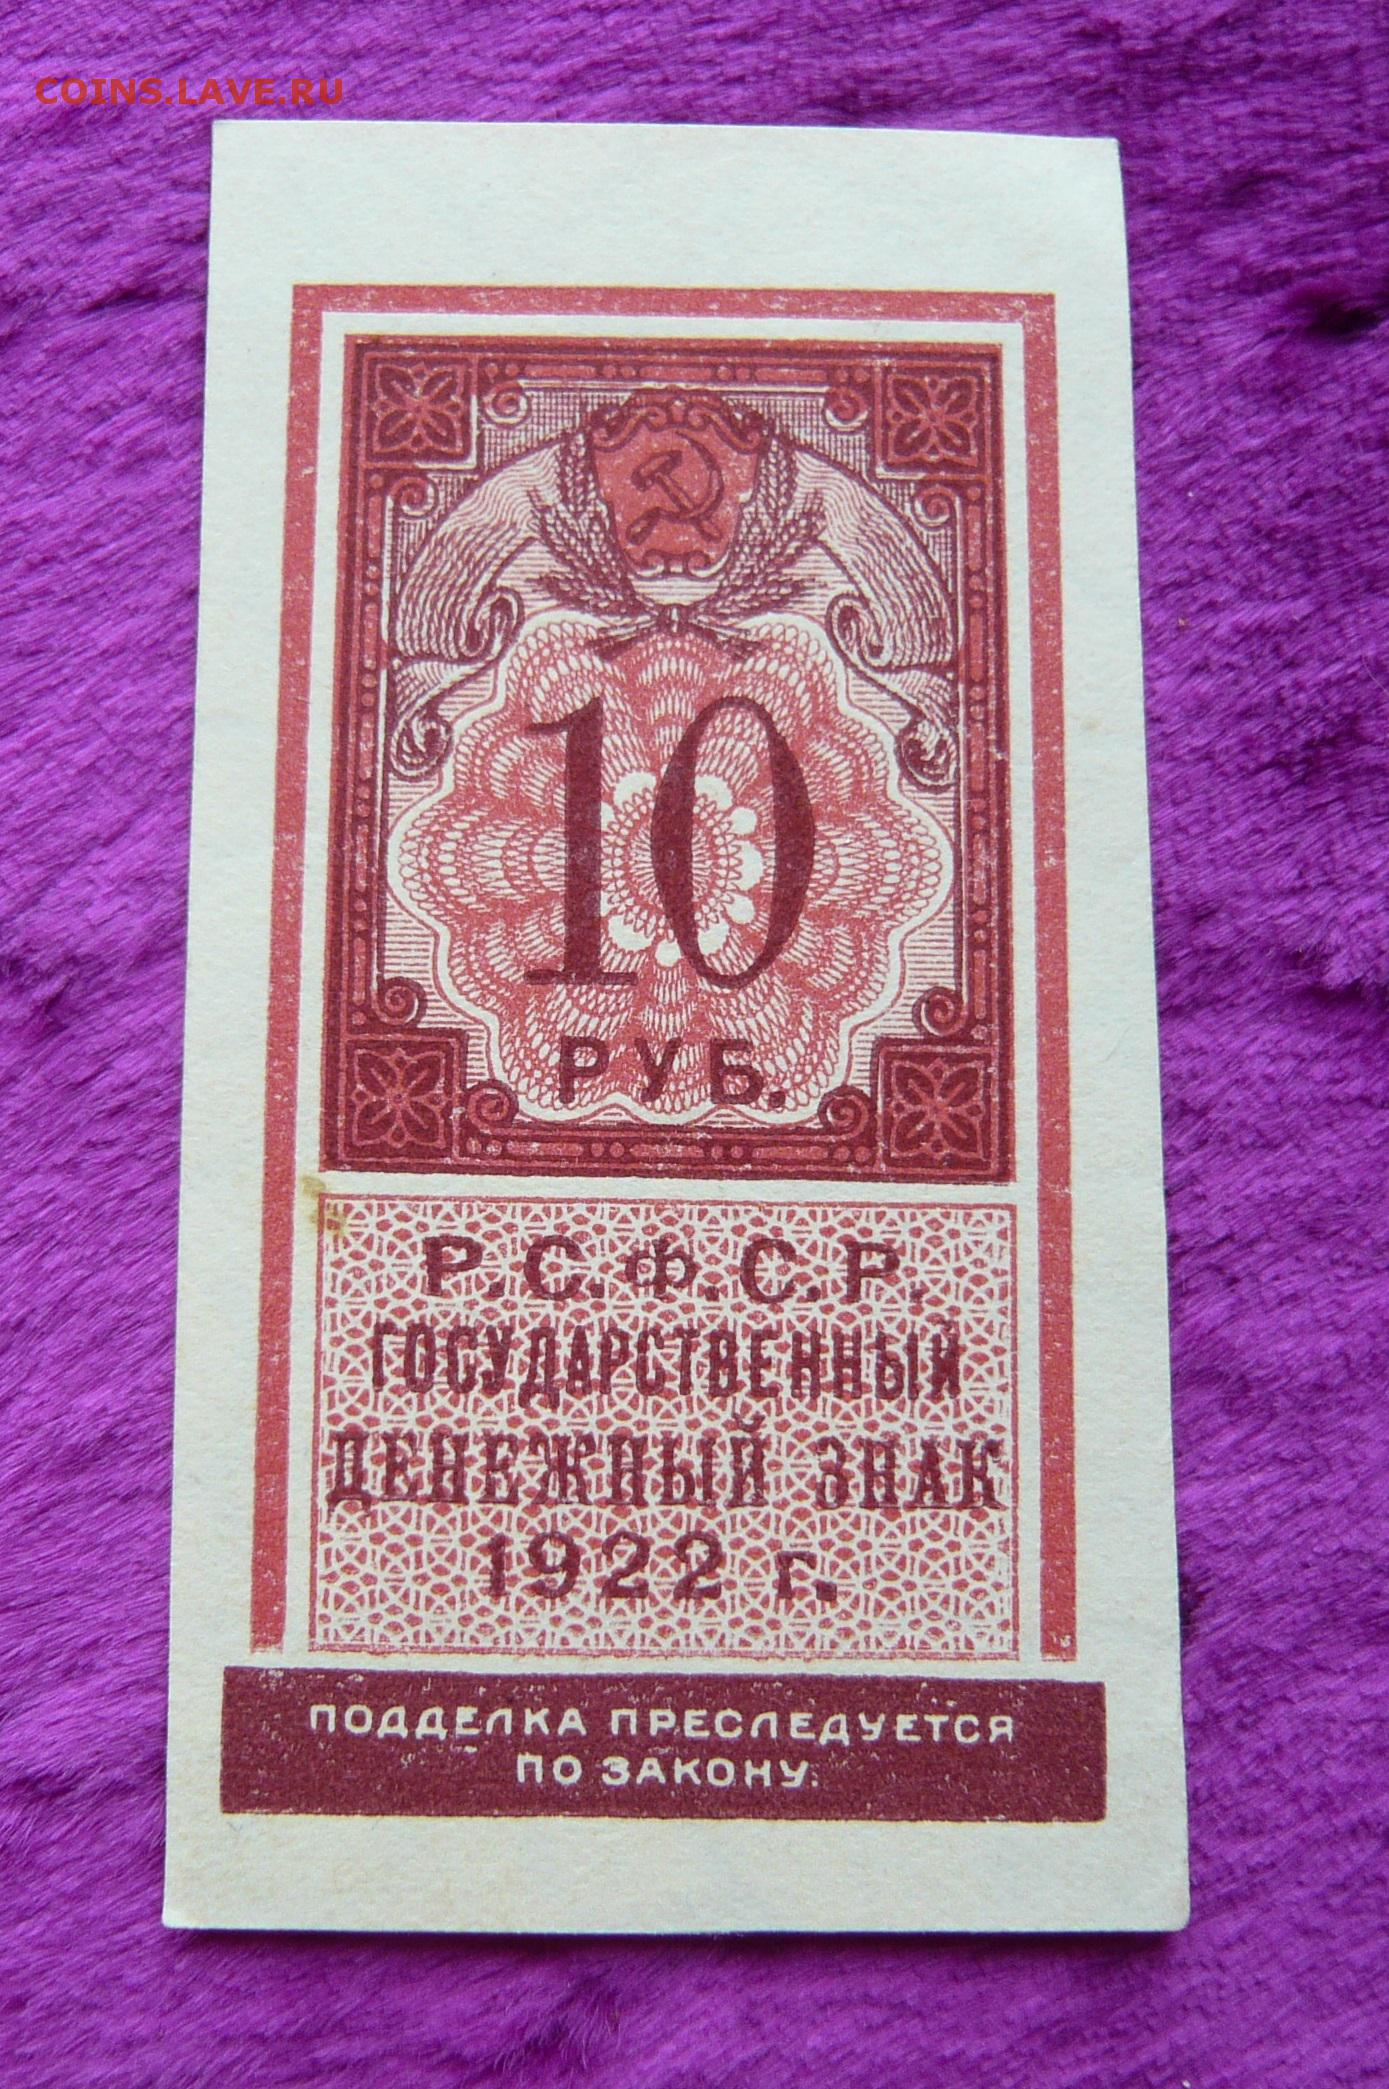 COINS.LAVE.RU
10
РУБ.
Р.С.Ф.С.Р.
ГОСУДАРСТВЕННЫЙ
ДЕНЕЖНЫЙ ЗНАК
1922 г.
ПОДДЕЛКА ПРЕСЛЕДУЕТСЯ
ПО ЗАКОНУ.